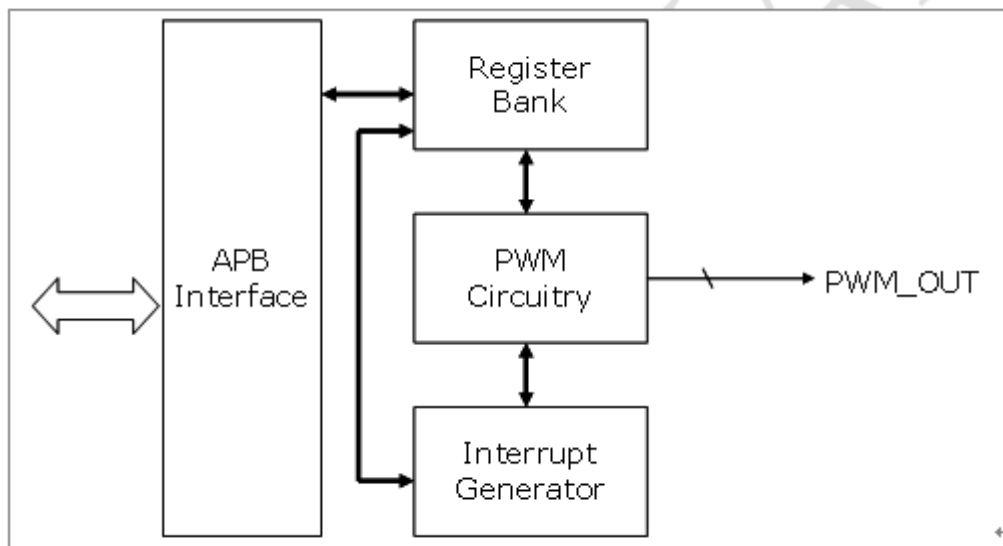 Register
Bank
APB
Interface
PWM
Circuitry
PWM_OUT
Interrupt
Generator